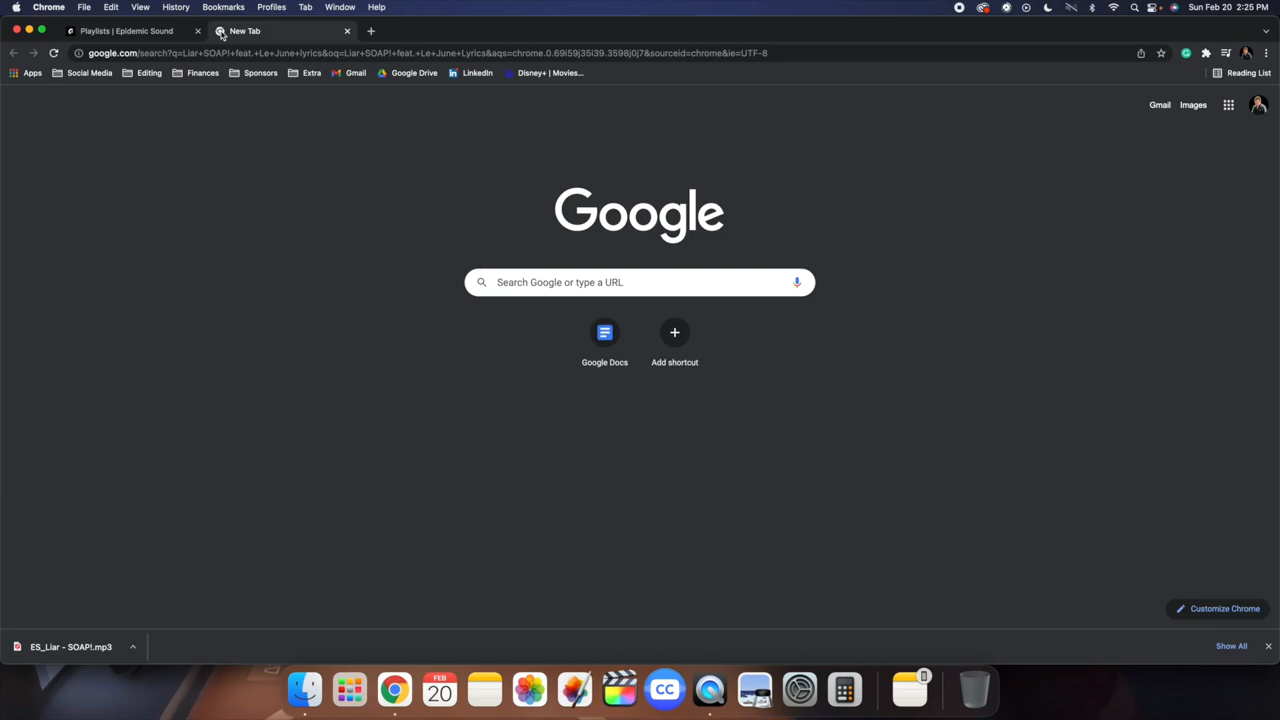 Chrome File Edit View History Bookmarks Profiles Tab Window Help Sun Feb 20 2:25 PM
Playlists | Epidemic Sound New Tab
google.com/search?q=Liar+SOAP!+feat.+Le+June+lyrics&oq=Liar+SOAP!+feat.+Le+June+Lyrics&aqs=chrome.0.69i59j35i39.3598j0j7&sourceid=chrome&ie=UTF-8
Apps Social Media Editing Finances Sponsors Extra Gmail Google Drive LinkedIn Disney+ | Movies... Reading List
Gmail Images
Google
Search Google or type a URL
Google Docs Add shortcut
Customize Chrome
ES_Liar - SOAP!.mp3 Show All
FEB
20
CC